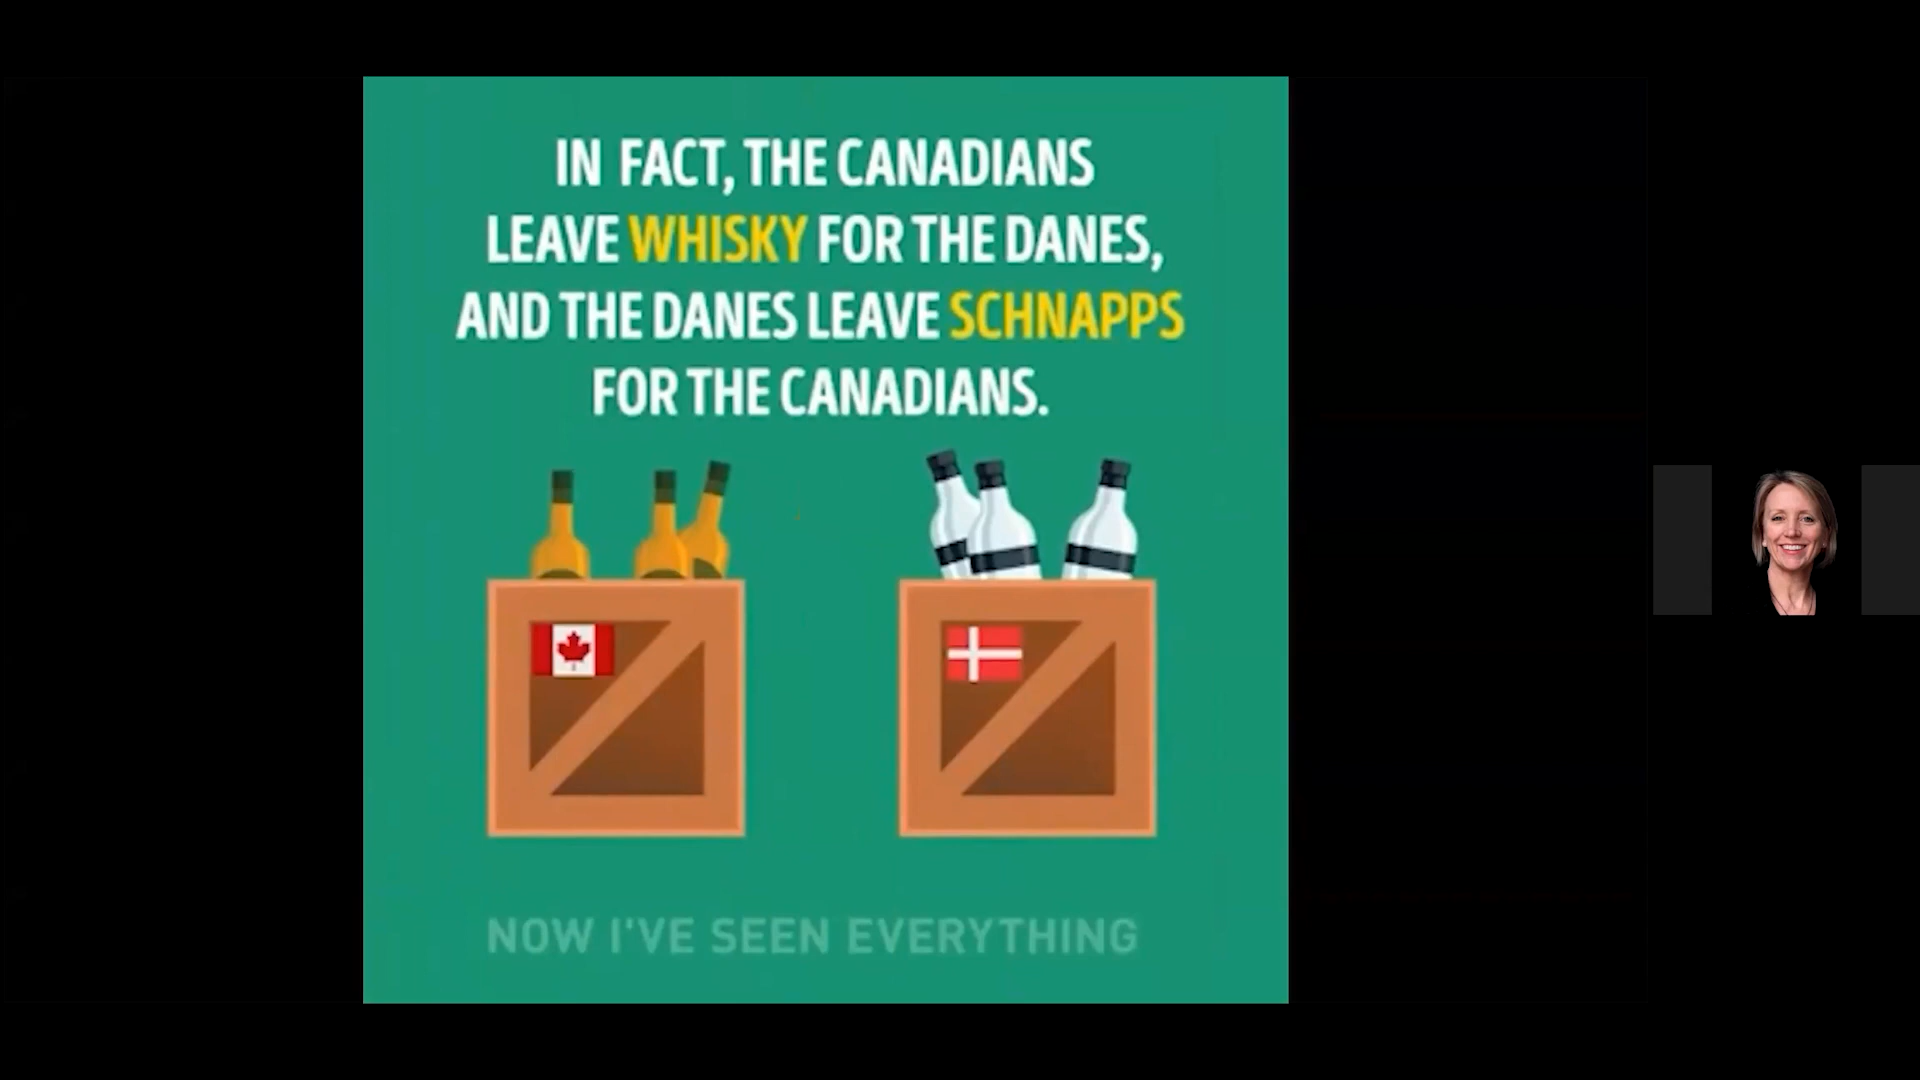 IN FACT, THE CANADIANS
LEAVE WHISKY FOR THE DANES,
AND THE DANES LEAVE SCHNAPPS
FOR THE CANADIANS.
NOW I'VE SEEN EVERYTHING